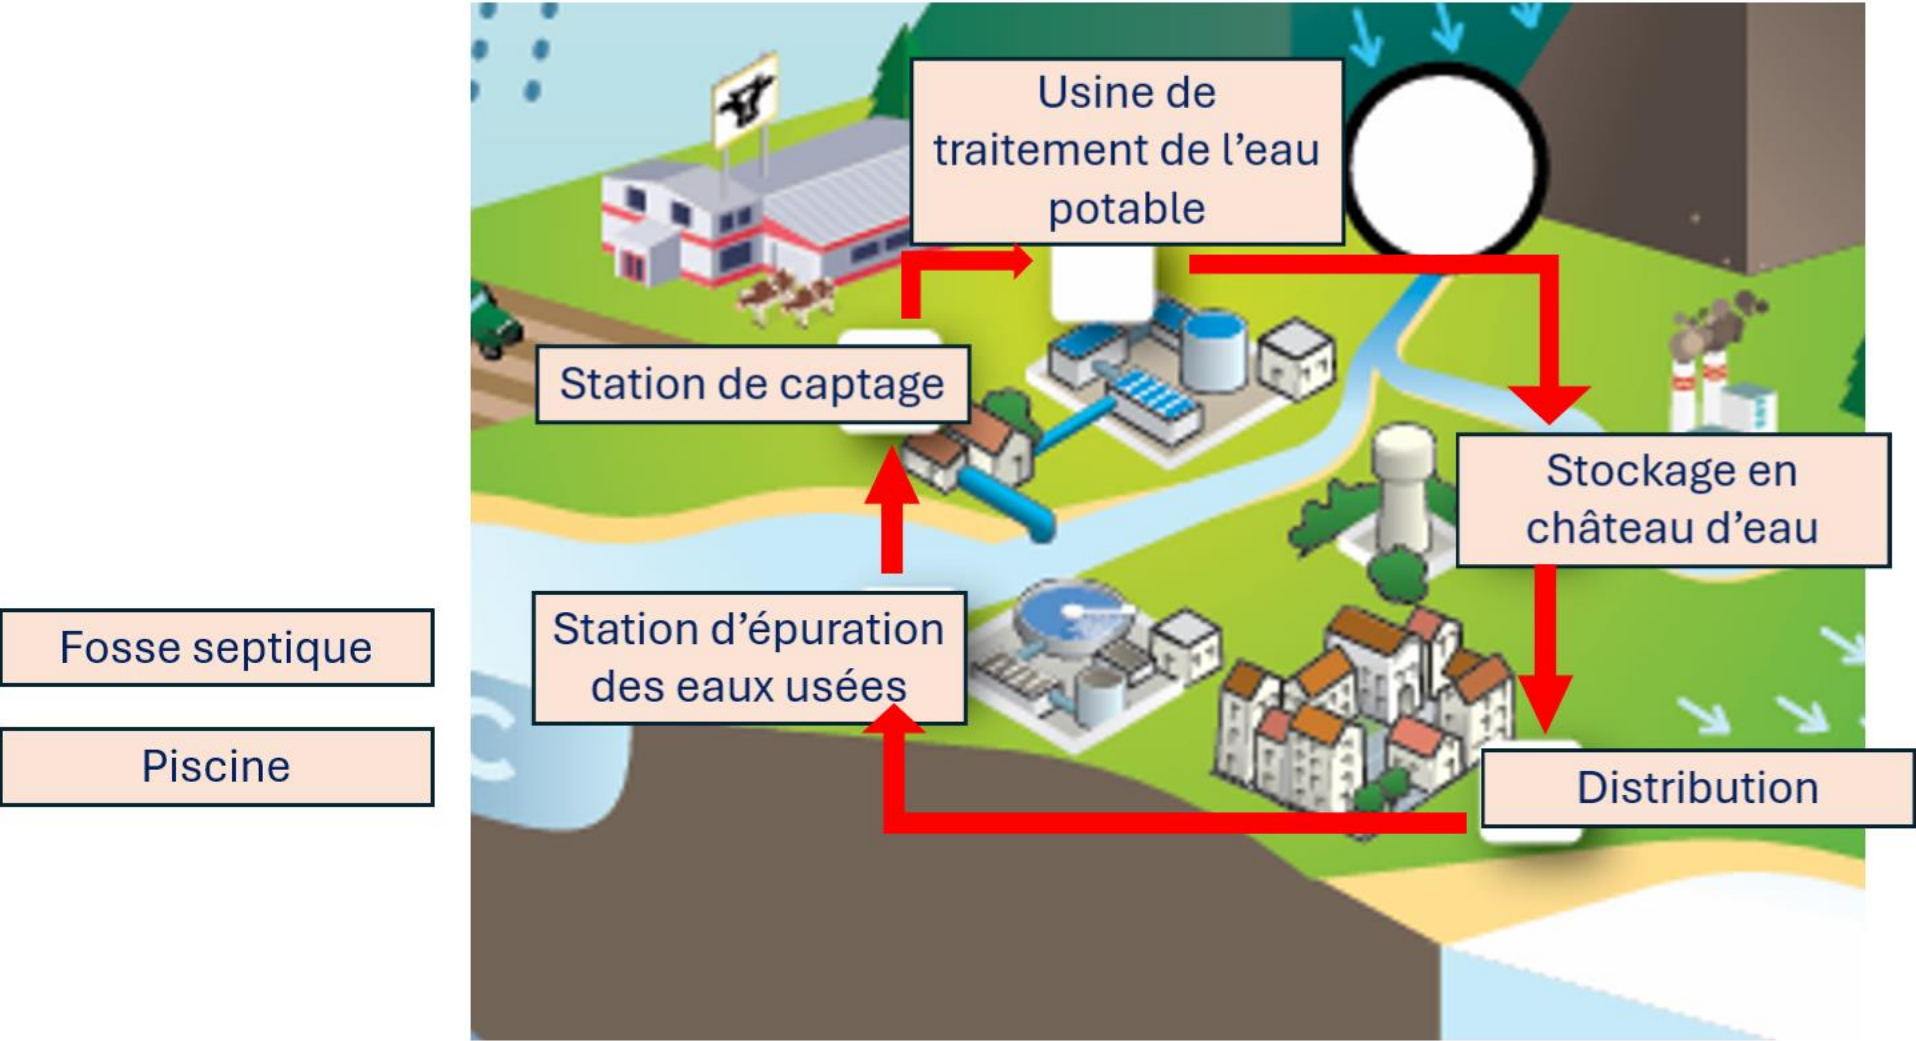 Usine de
traitement de l’eau
potable
Station de captage
Stockage en
château d’eau
Station d’épuration
des eaux usées
Fosse septique
Piscine
Distribution
C